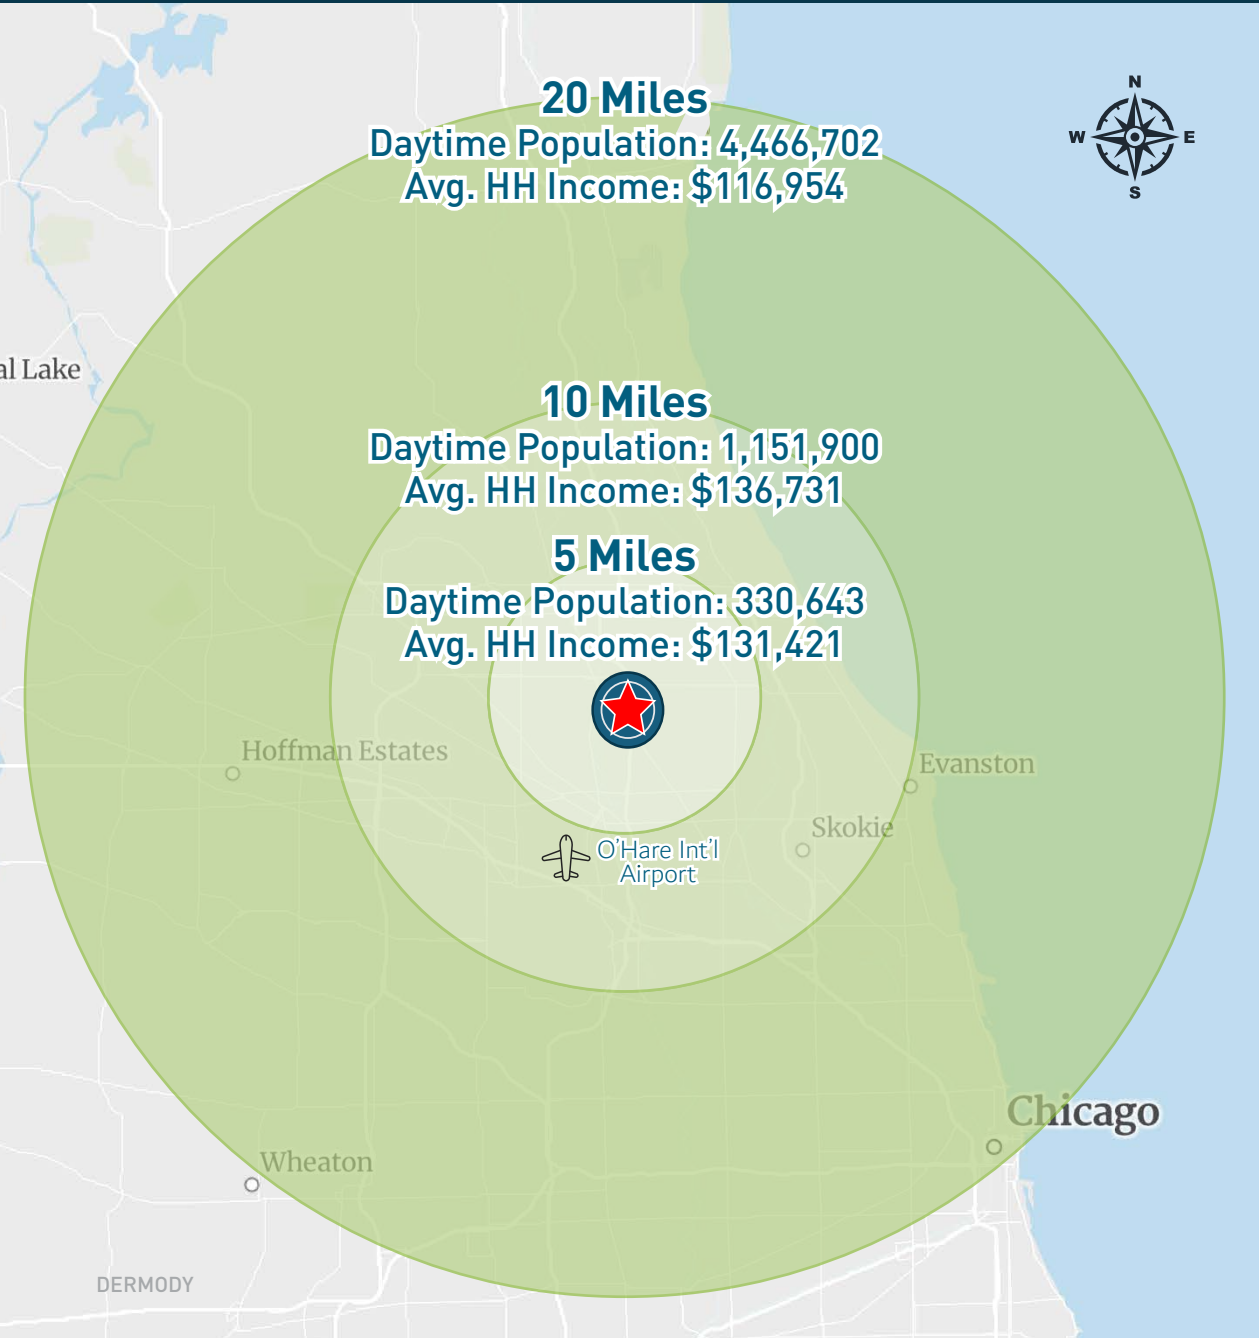 20 Miles
Daytime Population: 4,466,702
Avg. HH Income: $116,954
N
W
E
S
al Lake
10 Miles
Daytime Population: 1,151,900
Avg. HH Income: $136,731
5 Miles
Daytime Population: 330,643
Avg. HH Income: $131,421
Hoffman Estates
Evanston
Skokie
O'Hare Int'l
Airport
Chicago
Wheaton
DERMODY